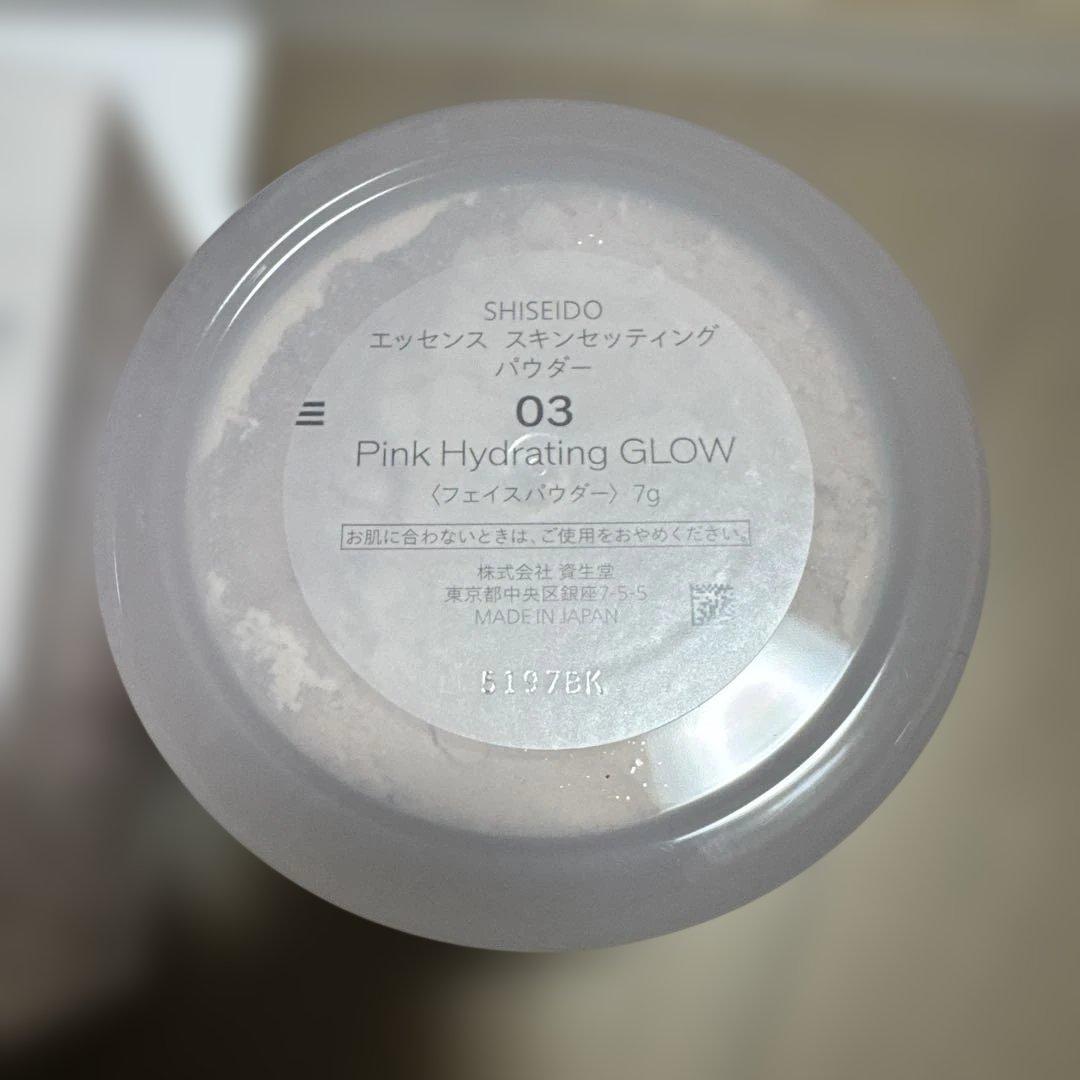 SHISEIDO
エッセンス スキンセッティング
パウダー
03
Pink Hydrating GLOW
〈フェイスパウダー〉 7g
お肌に合わないときは、ご使用をおやめください。
株式会社 資生堂
東京都中央区銀座7-5-5
MADE IN JAPAN
5197BK